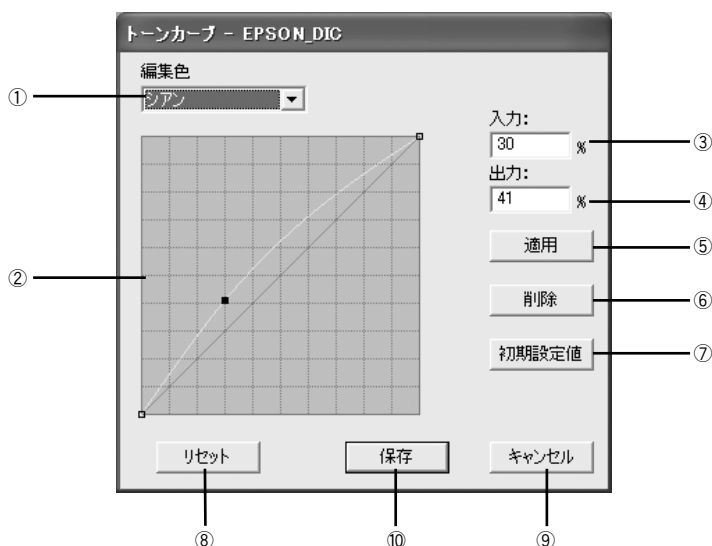 トーンカーブ - EPSON_DIC
編集色
① シアン
入力:
30 % ③
出力:
41 % ④
② 適用 ⑤
削除 ⑥
初期設定値 ⑦
リセット 保存 キャンセル
⑧ ⑩ ⑨